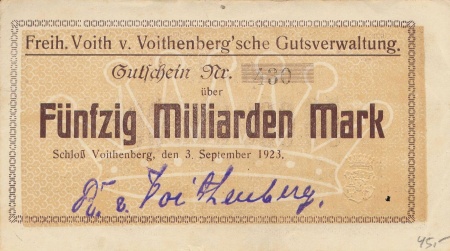 Freih. Voith v. Voithenberg'sche Gutsverwaltung.
Gutschein Nr. 480
über
Fünfzig Milliarden Mark
Schloß Voithenberg, den 3. September 1923.
v. Voithenberg.
45,-